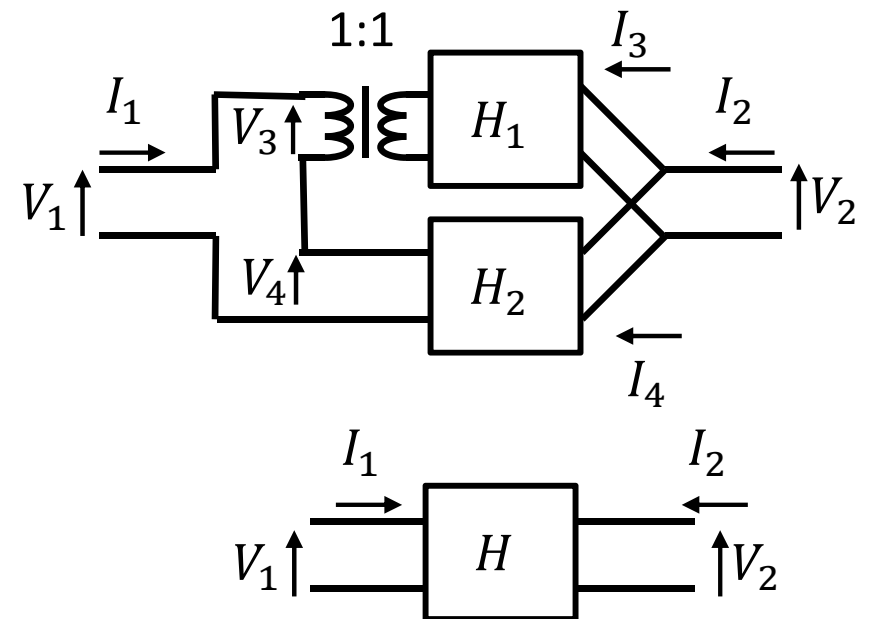 1:1
I₃
I₁
V₃
H₁
I₂
V₁
V₂
V₄
H₂
I₄
I₁
I₂
V₁
H
V₂